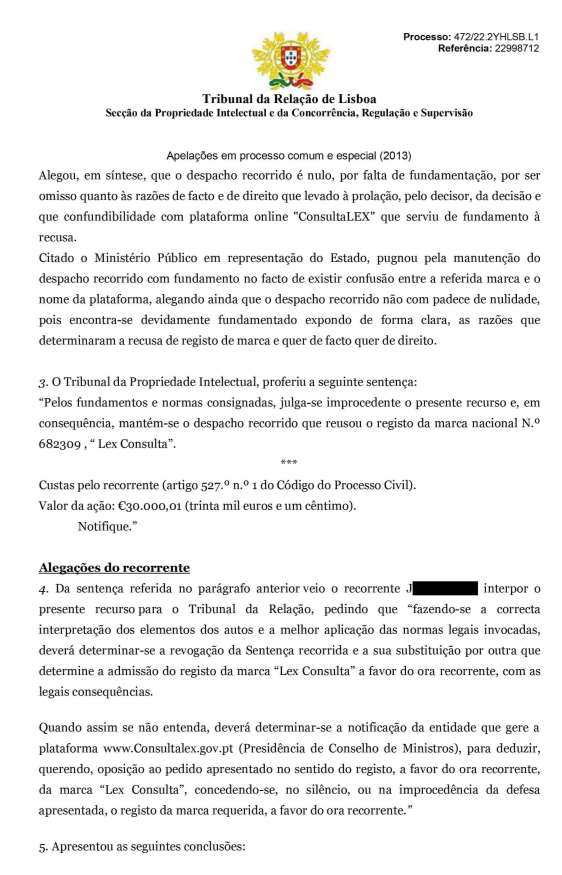 Processo: 472/22.2YHLSB.L1
Referência: 22998712
Tribunal da Relação de Lisboa
Secção da Propriedade Intelectual e da Concorrência, Regulação e Supervisão
Apelações em processo comum e especial (2013)
Alegou, em síntese, que o despacho recorrido é nulo, por falta de fundamentação, por ser
omisso quanto às razões de facto e de direito que levado à prolação, pelo decisor, da decisão e
que confundibilidade com plataforma online "ConsultaLEX" que serviu de fundamento à
recusa.
Citado o Ministério Público em representação do Estado, pugnou pela manutenção do
despacho recorrido com fundamento no facto de existir confusão entre a referida marca e o
nome da plataforma, alegando ainda que o despacho recorrido não com padece de nulidade,
pois encontra-se devidamente fundamentado expondo de forma clara, as razões que
determinaram a recusa de registo de marca e quer de facto quer de direito.
3. O Tribunal da Propriedade Intelectual, proferiu a seguinte sentença:
“Pelos fundamentos e normas consignadas, julga-se improcedente o presente recurso e, em
consequência, mantém-se o despacho recorrido que reusou o registo da marca nacional N.º
682309 , “ Lex Consulta”.
***
Custas pelo recorrente (artigo 527.º n.º 1 do Código do Processo Civil).
Valor da ação: €30.000,01 (trinta mil euros e um cêntimo).
Notifique.”
Alegações do recorrente
4. Da sentença referida no parágrafo anterior veio o recorrente J interpor o
presente recurso para o Tribunal da Relação, pedindo que “fazendo-se a correcta
interpretação dos elementos dos autos e a melhor aplicação das normas legais invocadas,
deverá determinar-se a revogação da Sentença recorrida e a sua substituição por outra que
determine a admissão do registo da marca “Lex Consulta” a favor do ora recorrente, com as
legais consequências.
Quando assim se não entenda, deverá determinar-se a notificação da entidade que gere a
plataforma www.Consultalex.gov.pt (Presidência de Conselho de Ministros), para deduzir,
querendo, oposição ao pedido apresentado no sentido do registo, a favor do ora recorrente,
da marca “Lex Consulta”, concedendo-se, no silêncio, ou na improcedência da defesa
apresentada, o registo da marca requerida, a favor do ora recorrente.”
5. Apresentou as seguintes conclusões: